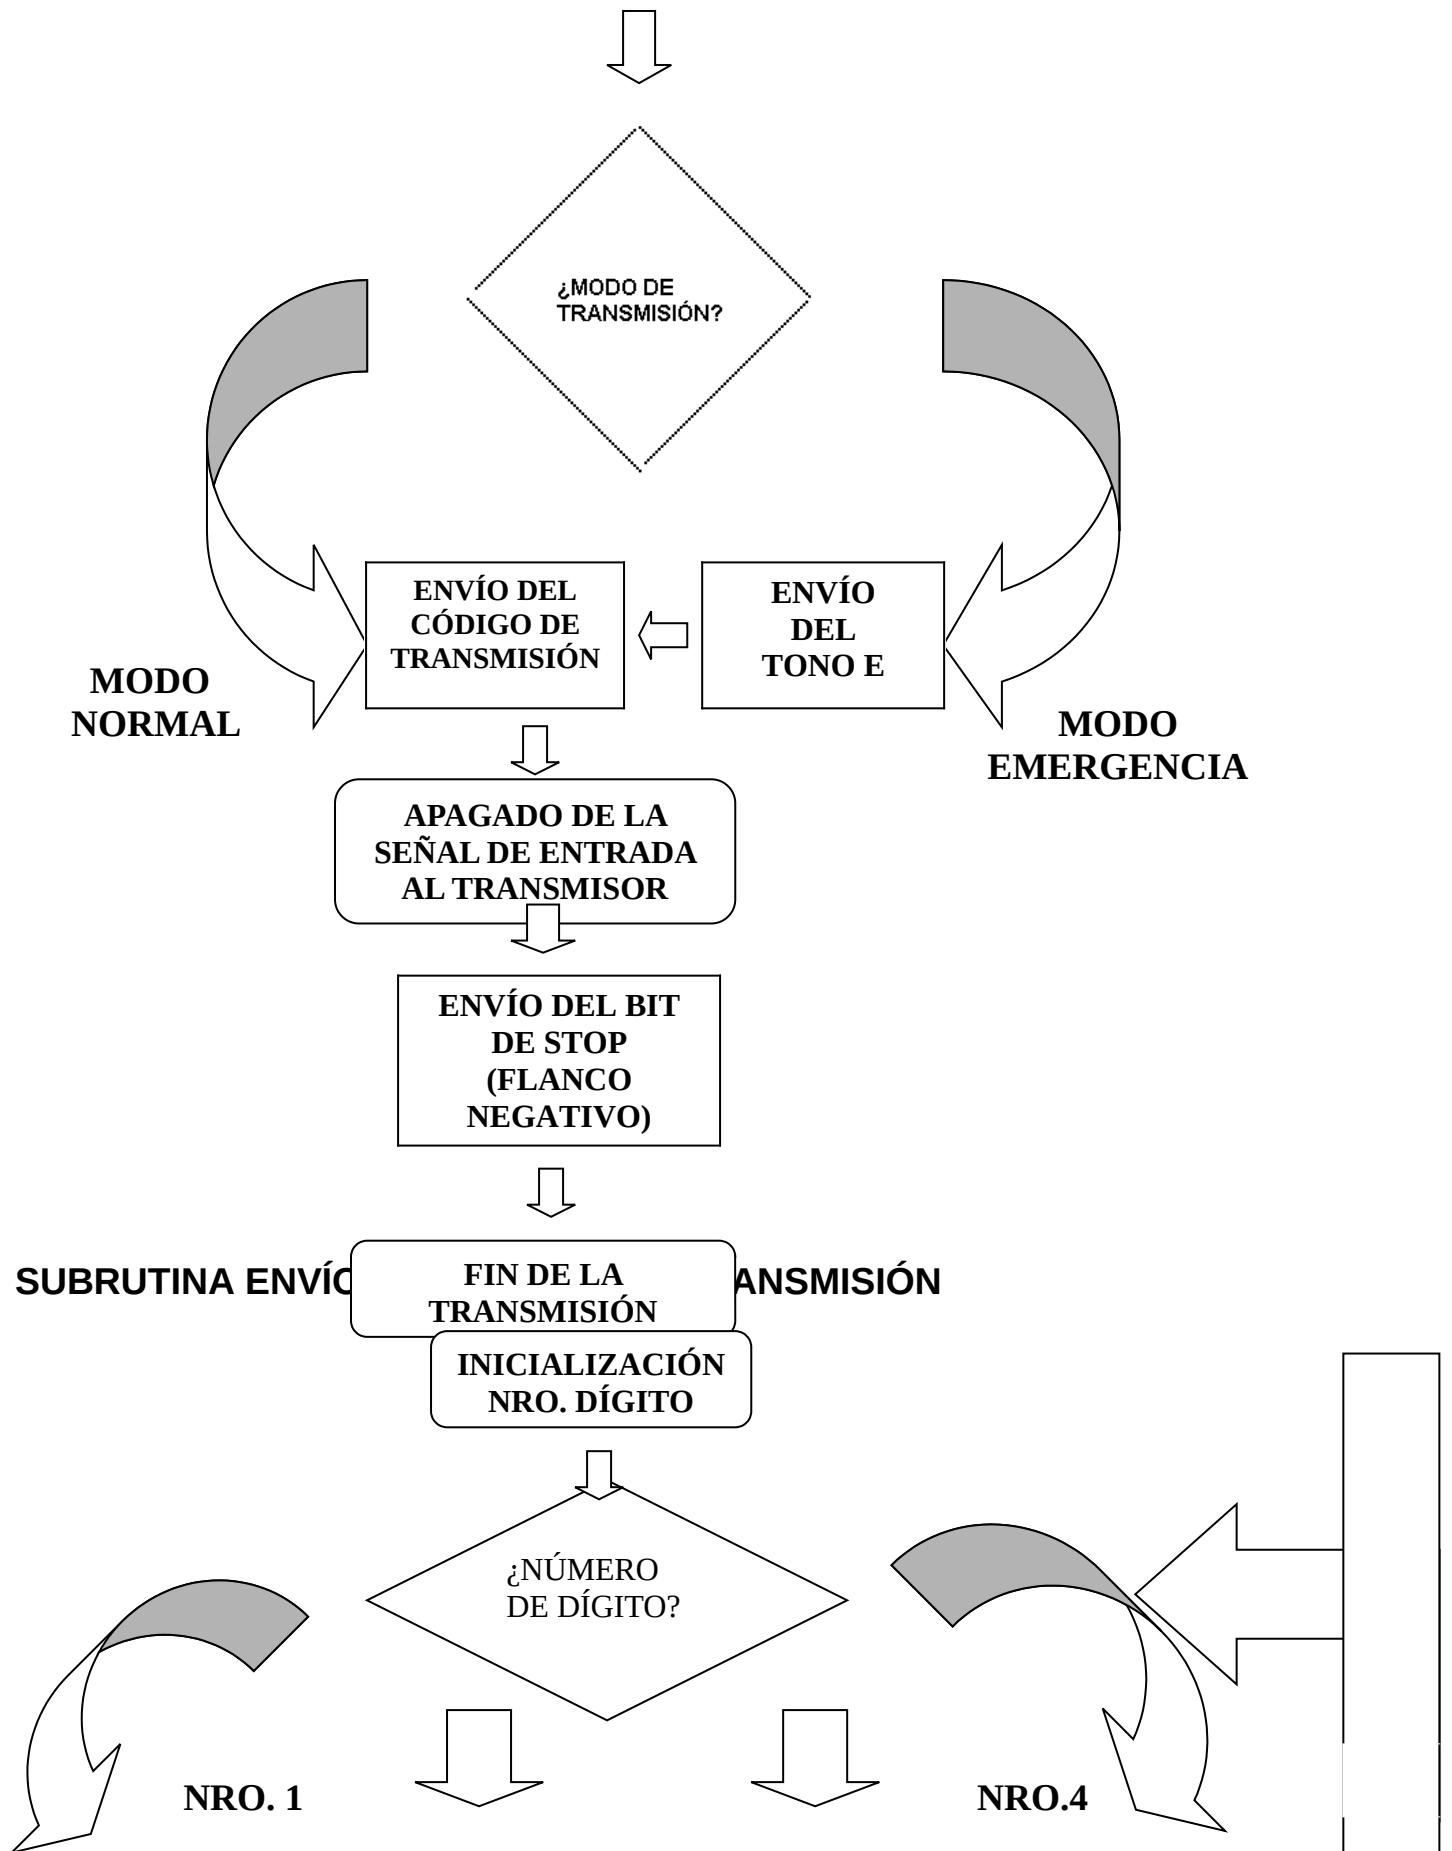 ¿MODO DE
TRANSMISIÓN?
ENVÍO DEL
CÓDIGO DE
TRANSMISIÓN
ENVÍO
DEL
TONO E
MODO
NORMAL
MODO
EMERGENCIA
APAGADO DE LA
SEÑAL DE ENTRADA
AL TRANSMISOR
ENVÍO DEL BIT
DE STOP
(FLANCO
NEGATIVO)
SUBRUTINA ENVÍO
ANSMISIÓN
FIN DE LA
TRANSMISIÓN
INICIALIZACIÓN
NRO. DÍGITO
¿NÚMERO
DE DÍGITO?
NRO. 1
NRO.4